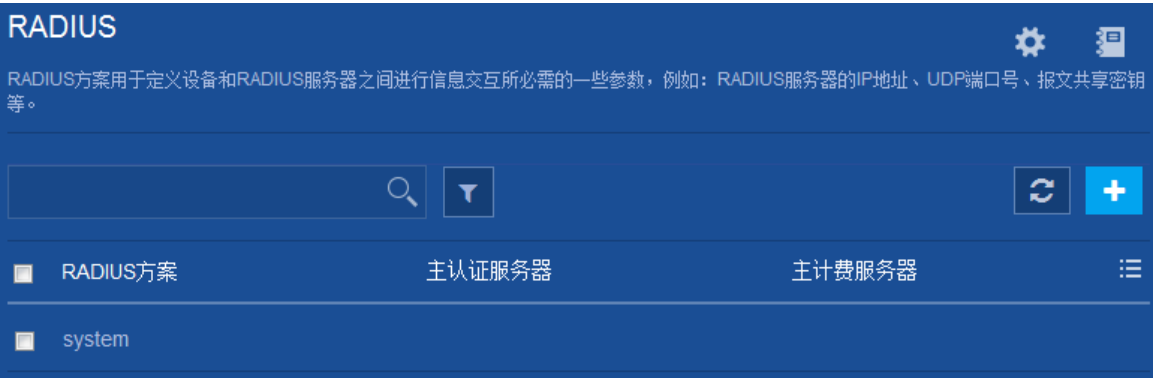 RADIUS
RADIUS方案用于定义设备和RADIUS服务器之间进行信息交互所必需的一些参数，例如：RADIUS服务器的IP地址、UDP端口号、报文共享密钥
等。
RADIUS方案 主认证服务器 主计费服务器
system